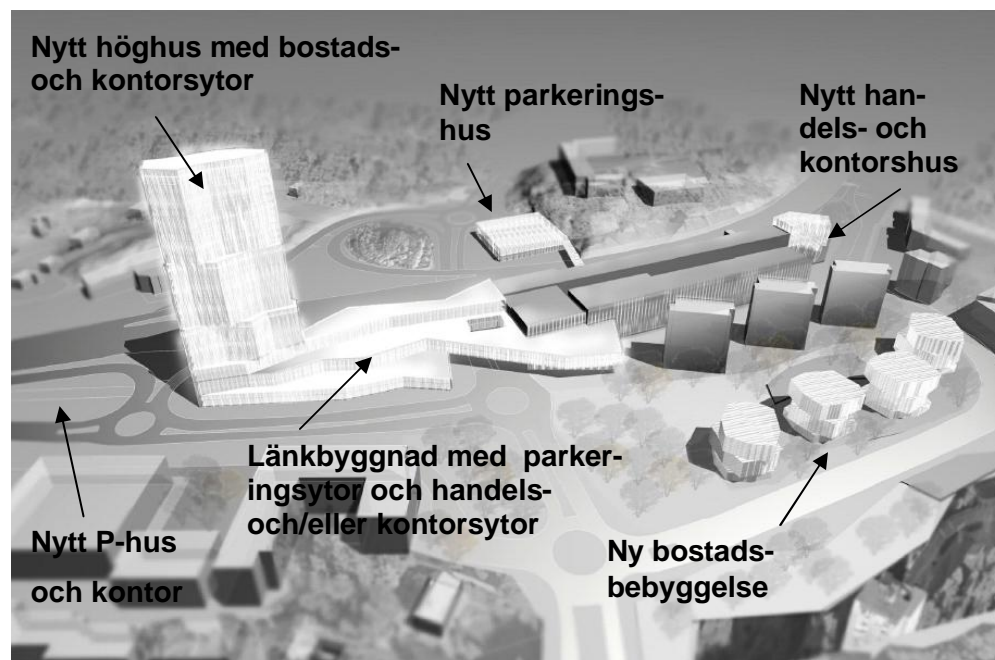 Nytt höghus med bostads-
och kontorsytor
Nytt parkerings-
hus
Nytt han-
dels- och
kontorshus
Länkbyggnad med parker-
ingsytor och handels-
och/eller kontorsytor
Nytt P-hus
och kontor
Ny bostads-
bebyggelse